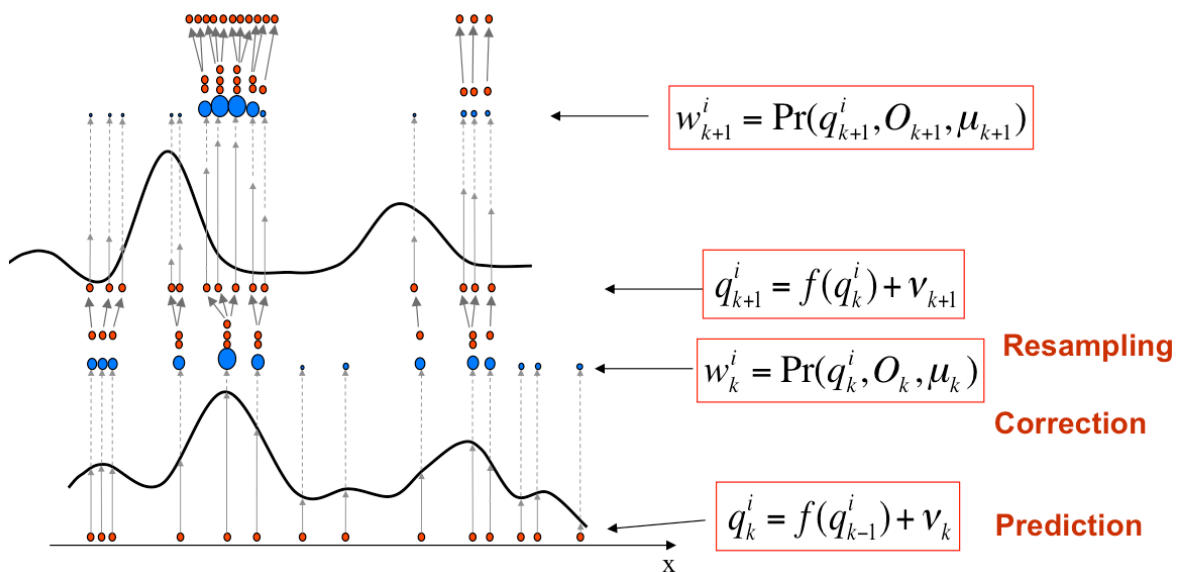 w^i_{k+1} = Pr(q^i_{k+1}, O_{k+1}, μ_{k+1})
q^i_{k+1} = f(q^i_k) + ν_{k+1}
Resampling
w^i_k = Pr(q^i_k, O_k, μ_k)
Correction
q^i_k = f(q^i_{k-1}) + ν_k
Prediction
x